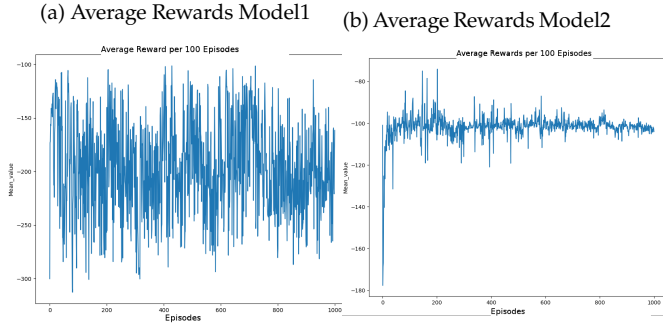 (a) Average Rewards Model1
Average Reward per 100 Episodes
−100
−150
−200
−250
−300
Mean_value
0 200 400 600 800 1000
Episodes
(b) Average Rewards Model2
Average Rewards per 100 Episodes
−80
−100
−120
−140
−160
−180
Mean_value
0 200 400 600 800 1000
Episodes